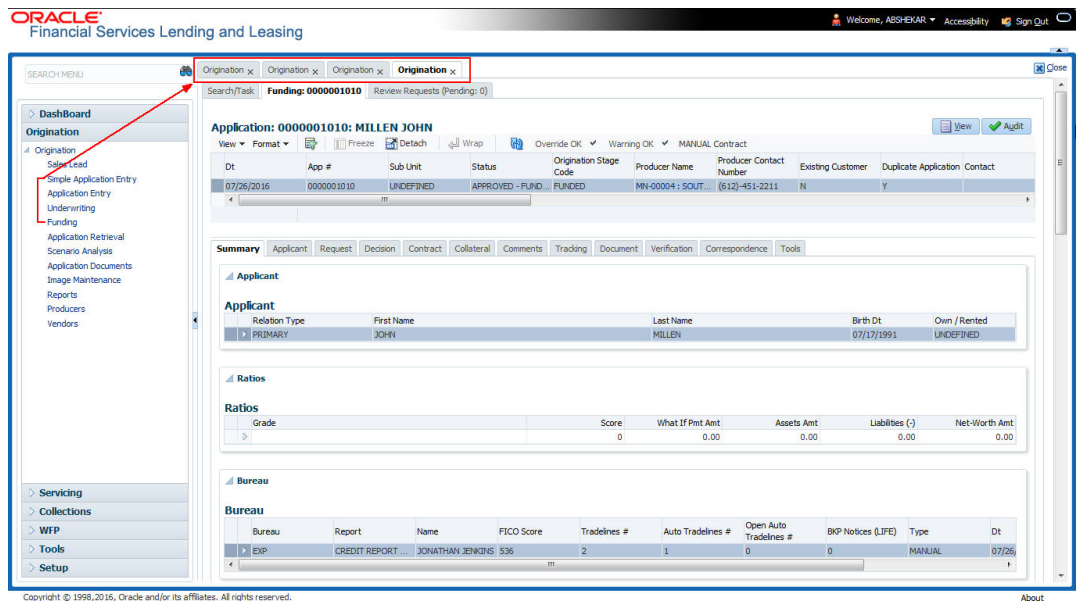 ORACLE
Financial Services Lending and Leasing
Welcome, ABSHEKAR Accessibility Sign Out
SEARCH MENU
Origination x Origination x Origination x Origination x
Close
Search/Task Funding: 0000001010 Review Requests (Pending: 0)
DashBoard
Origination
Origination
Sales Lead
Simple Application Entry
Application Entry
Underwriting
Funding
Application Retrieval
Scenario Analysis
Application Documents
Image Maintenance
Reports
Producers
Vendors
Servicing
Collections
WFP
Tools
Setup
Application: 0000001010: MILLEN JOHN
View Audit
View Format Freeze Detach Wrap Override OK Warning OK MANUAL Contract
Dt App # Sub Unit Status Origination Stage Code Producer Name Producer Contact Number Existing Customer Duplicate Application Contact
07/26/2016 0000001010 UNDEFINED APPROVED - FUND... FUNDED MN-00004 : SOUT... (612)-451-2211 N Y
Summary Applicant Request Decision Contract Collateral Comments Tracking Document Verification Correspondence Tools
Applicant
Applicant
Relation Type First Name Last Name Birth Dt Own / Rented
PRIMARY JOHN MILLEN 07/17/1991 UNDEFINED
Ratios
Ratios
Grade Score What If Pmt Amt Assets Amt Liabilities (-) Net-Worth Amt
0 0.00 0.00 0.00 0.00
Bureau
Bureau
Bureau Report Name FICO Score Tradelines # Auto Tradelines # Open Auto Tradelines # BKP Notices (LIFE) Type Dt
EXP CREDIT REPORT ... JONATHAN JENKINS 536 2 1 0 0 MANUAL 07/26/
Copyright © 1998,2016, Oracle and/or its affiliates. All rights reserved.
About